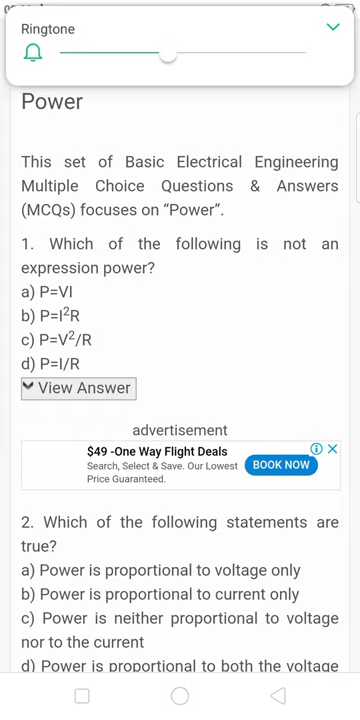 Ringtone
Power
This set of Basic Electrical Engineering
Multiple Choice Questions & Answers
(MCQs) focuses on “Power”.
1. Which of the following is not an
expression power?
a) P=VI
b) P=I²R
c) P=V²/R
d) P=I/R
View Answer
advertisement
$49 -One Way Flight Deals
Search, Select & Save. Our Lowest
Price Guaranteed.
BOOK NOW
2. Which of the following statements are
true?
a) Power is proportional to voltage only
b) Power is proportional to current only
c) Power is neither proportional to voltage
nor to the current
d) Power is proportional to both the voltage